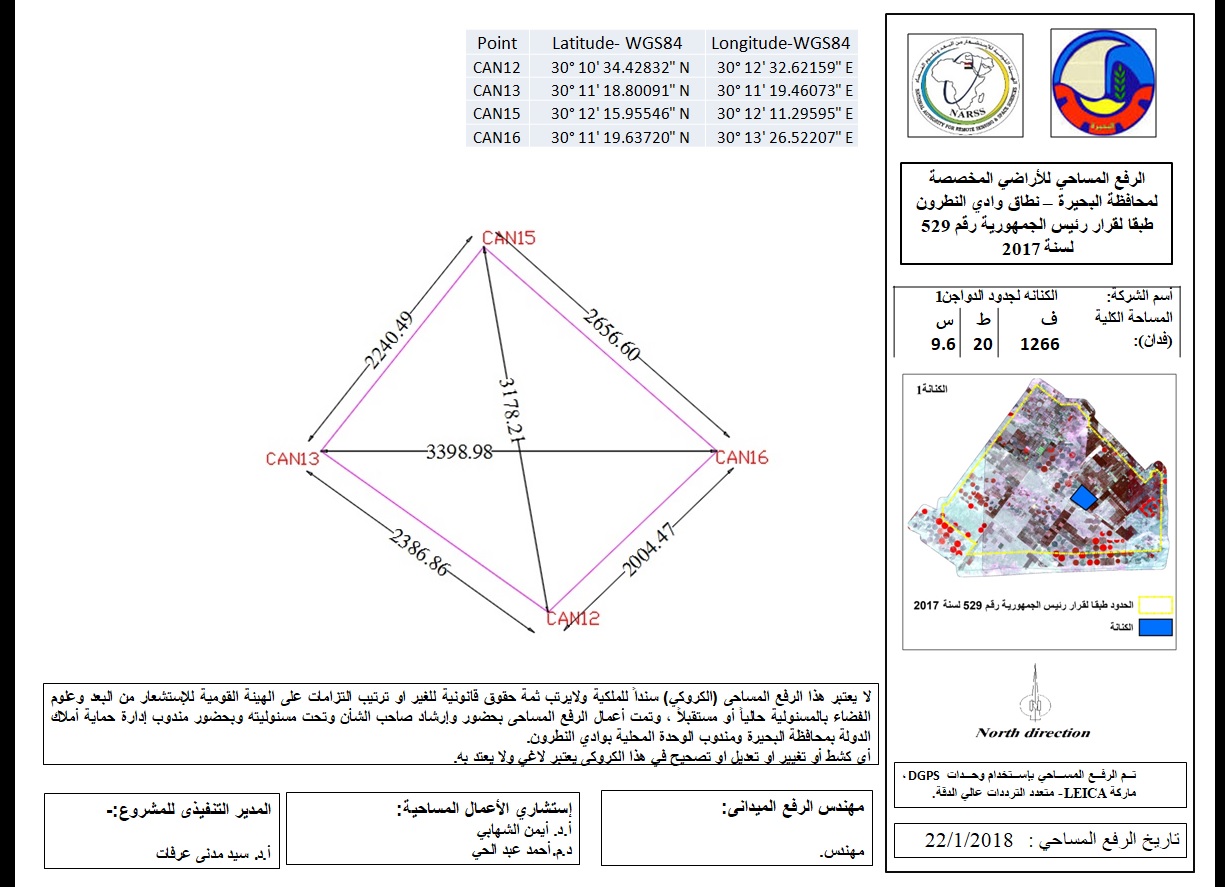 Point Latitude- WGS84 Longitude-WGS84
CAN12 30° 10' 34.42832" N 30° 12' 32.62159" E
CAN13 30° 11' 18.80091" N 30° 11' 19.46073" E
CAN15 30° 12' 15.95546" N 30° 12' 11.29595" E
CAN16 30° 11' 19.63720" N 30° 13' 26.52207" E
CAN15
2240.49
2656.60
3178.21
3398.98
CAN13
CAN16
2386.86
2004.47
CAN12
NARSS
NATIONAL AUTHORITY FOR REMOTE SENSING & SPACE SCIENCES
البحيرة
الرفع المساحي للأراضي المخصصة
لمحافظة البحيرة – نطاق وادي النطرون
طبقا لقرار رئيس الجمهورية رقم 529
لسنة 2017
أسم الشركة: الكنانه لجدود الدواجن1
المساحة الكلية ف ط س
(فدان): 1266 20 9.6
الكنانة1
الحدود طبقا لقرار رئيس الجمهورية رقم 529 لسنة 2017
الكنانة
North direction
تـم الرفـع المسـاحي بإسـتخدام وحـدات DGPS،
ماركة LEICA- متعدد الترددات عالي الدقة.
تاريخ الرفع المساحي : 22/1/2018
لا يعتبر هذا الرفع المساحى (الكروكي) سنداً للملكية ولايرتب ثمة حقوق قانونية للغير او ترتيب التزامات على الهيئة القومية للإستشعار من البعد وعلوم
الفضاء بالمسئولية حالياً أو مستقبلاً ، وتمت أعمال الرفع المساحى بحضور وإرشاد صاحب الشأن وتحت مسئوليته وبحضور مندوب إدارة حماية أملاك
الدولة بمحافظة البحيرة ومندوب الوحدة المحلية بوادي النطرون.
أى كشط أو تغيير او تعديل او تصحيح في هذا الكروكى يعتبر لاغي ولا يعتد به.
مهندس الرفع الميدانى:
مهندس.
إستشاري الأعمال المساحية:
أ.د. أيمن الشهابي
د.م.أحمد عبد الحي
المدير التنفيذى للمشروع:-
أ.د. سيد مدنى عرفات